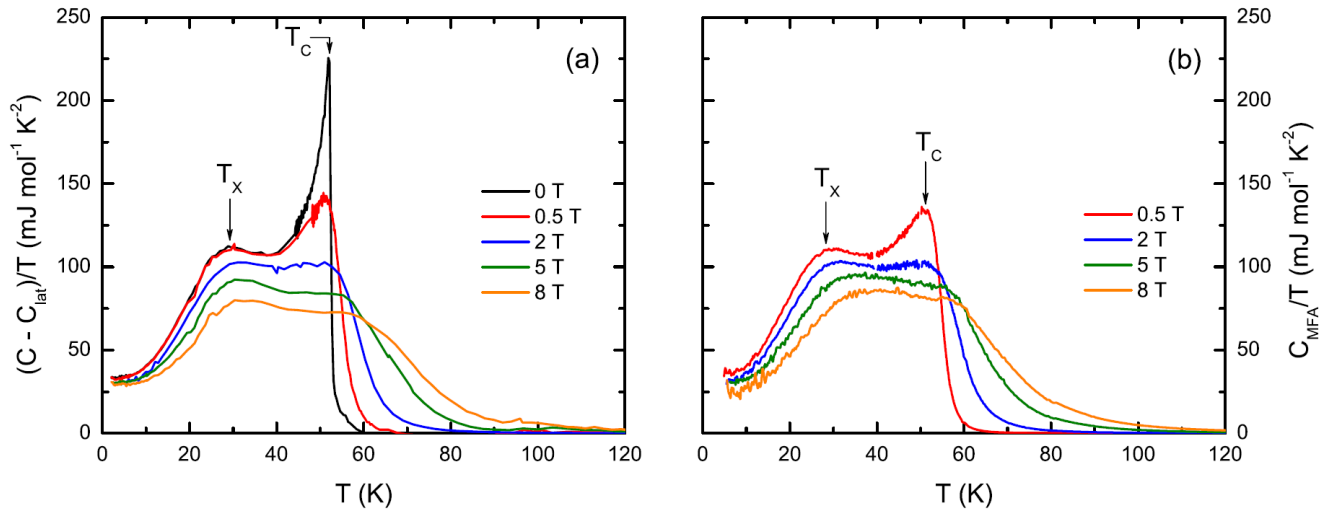 (a)
T_C
T_X
0 T
0.5 T
2 T
5 T
8 T
(C - C_lat)/T (mJ mol⁻¹ K⁻²)
250
200
150
100
50
0
0 20 40 60 80 100 120
T (K)
(b)
T_C
T_X
0.5 T
2 T
5 T
8 T
C_MFA/T (mJ mol⁻¹ K⁻²)
250
200
150
100
50
0
0 20 40 60 80 100 120
T (K)